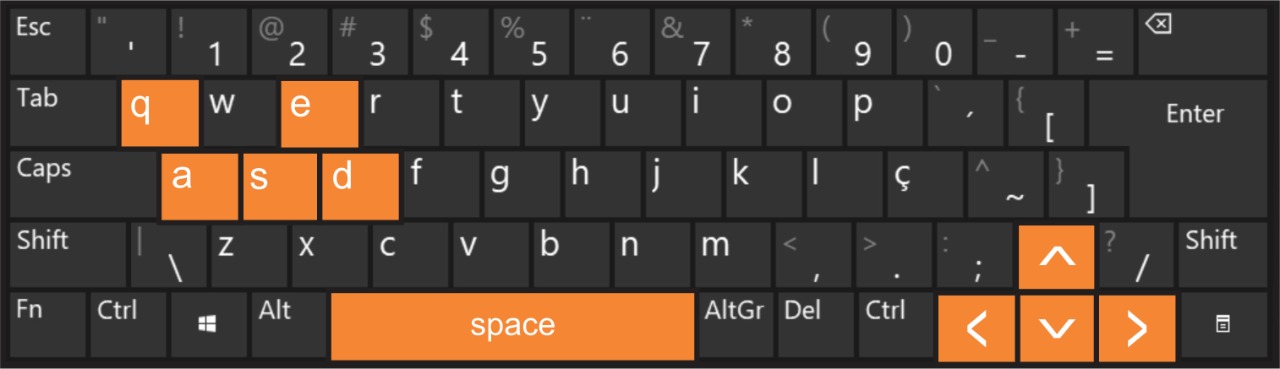 Esc " ' ! 1 @ 2 # 3 $ 4 % 5 ¨ 6 & 7 * 8 ( 9 ) 0 _ - + =
Tab q w e r t y u i o p ` ´ { [ Enter
Caps a s d f g h j k l ç ^ ~ } ]
Shift | \ z x c v b n m < , > . : ; ^ ? / Shift
Fn Ctrl Alt space AltGr Del Ctrl < v >